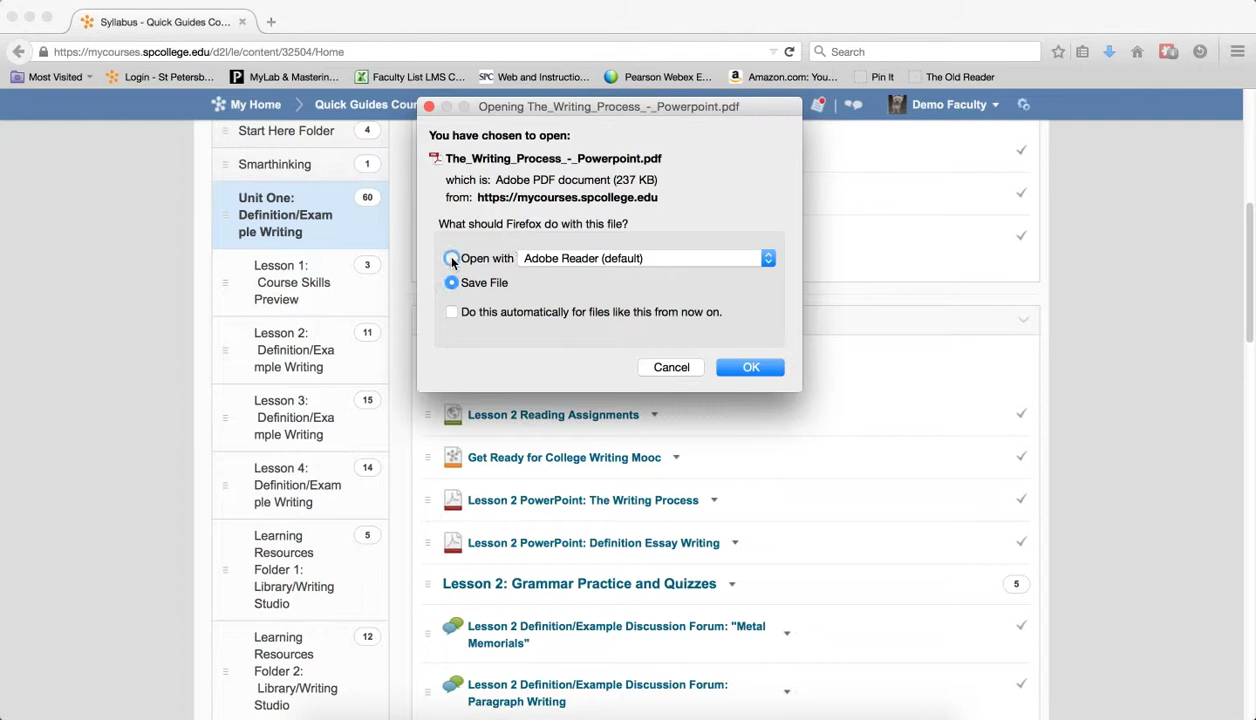 Syllabus - Quick Guides Co...
https://mycourses.spcollege.edu/d2l/le/content/32504/Home
Search
Most Visited
Login - St Petersb...
MyLab & Mastering...
Faculty List LMS C...
SPC Web and Instructio...
Pearson Webex E...
Amazon.com: You...
Pin It
The Old Reader
My Home
Quick Guides Cour
Demo Faculty
Opening The_Writing_Process_-_Powerpoint.pdf
You have chosen to open:
The_Writing_Process_-_Powerpoint.pdf
which is: Adobe PDF document (237 KB)
from: https://mycourses.spcollege.edu
What should Firefox do with this file?
Open with Adobe Reader (default)
Save File
Do this automatically for files like this from now on.
Cancel OK
Start Here Folder 4
Smarthinking 1
Unit One: 60
Definition/Exam
ple Writing
Lesson 1: 3
Course Skills
Preview
Lesson 2: 11
Definition/Exa
mple Writing
Lesson 3: 15
Definition/Exa
mple Writing
Lesson 4: 14
Definition/Exam
ple Writing
Learning 5
Resources
Folder 1:
Library/Writing
Studio
Learning 12
Resources
Folder 2:
Library/Writing
Studio
Lesson 2 Reading Assignments
Get Ready for College Writing Mooc
Lesson 2 PowerPoint: The Writing Process
Lesson 2 PowerPoint: Definition Essay Writing
Lesson 2: Grammar Practice and Quizzes 5
Lesson 2 Definition/Example Discussion Forum: "Metal
Memorials"
Lesson 2 Definition/Example Discussion Forum:
Paragraph Writing